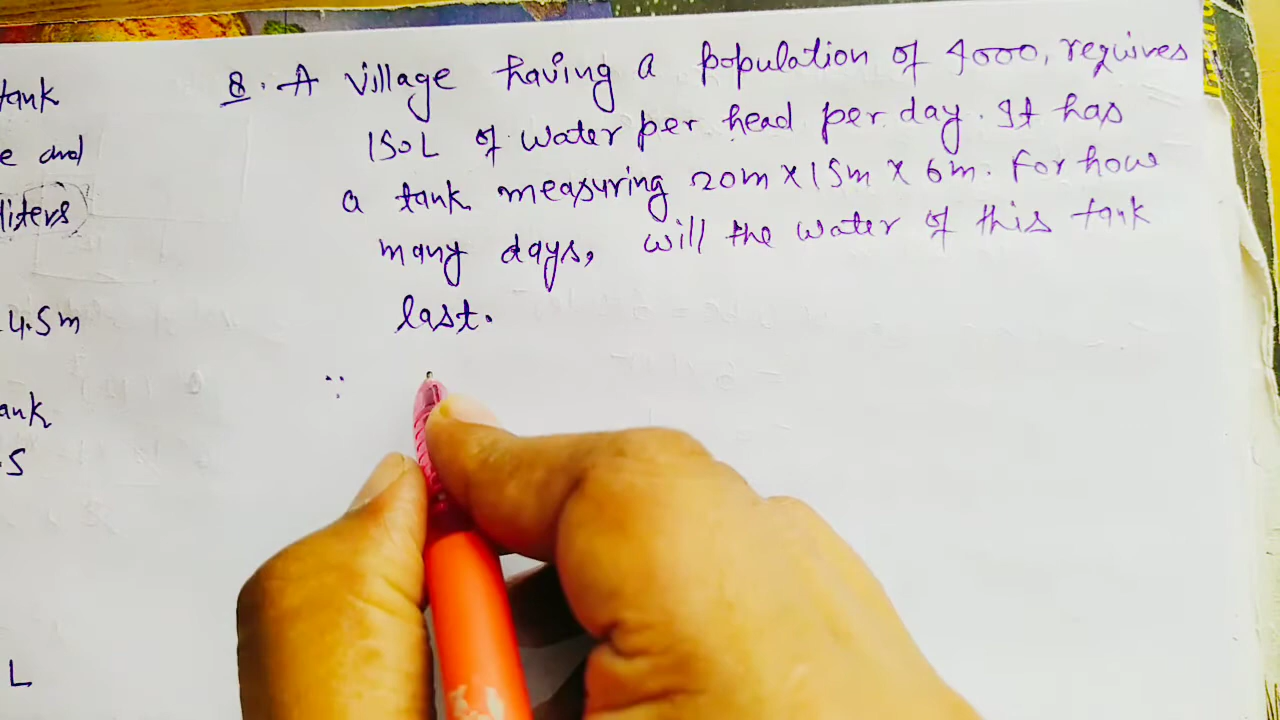 tank
e and
liters
4.5m
ank
.5
L
8. A village having a population of 4000, requires
150L of water per head per day. It has
a tank measuring 20m x 15m x 6m. For how
many days, will the water of this tank
last.
∵